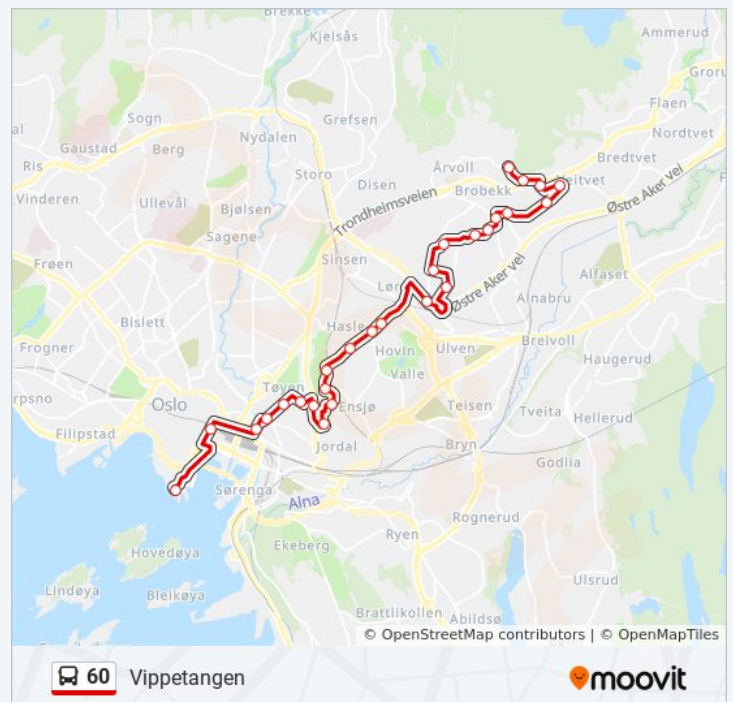 Brekke
Kjelsås
Ammerud
Grorud
Sogn
Grefsen
Flaen
Nordtvet
Nydalen
Gaustad
Berg
Ris
Storo
Årvoll
Bredtvet
Disen
Veitvet
Brobekk
Vinderen
Ullevål
Bjølsen
Trondheimsveien
Østre Aker vei
Sagene
Sinsen
Frøen
Alfaset
Løren
Østre Aker vei
Alnabru
Bislett
Hasle
Ulven
Breivoll
Frogner
Hovin
Haugerud
Valle
Tøyen
Oslo
Ensjø
Teisen
Tveita
Hellerud
Filipstad
Jordal
Bryn
Godlia
Sørenga
Alna
Rognerud
Ekeberg
Ryen
Hovedøya
Ulsrud
Lindøya
Bleikøya
Brattlikollen
Abildsø
© OpenStreetMap contributors | © OpenMapTiles
60 Vippetangen
moovit